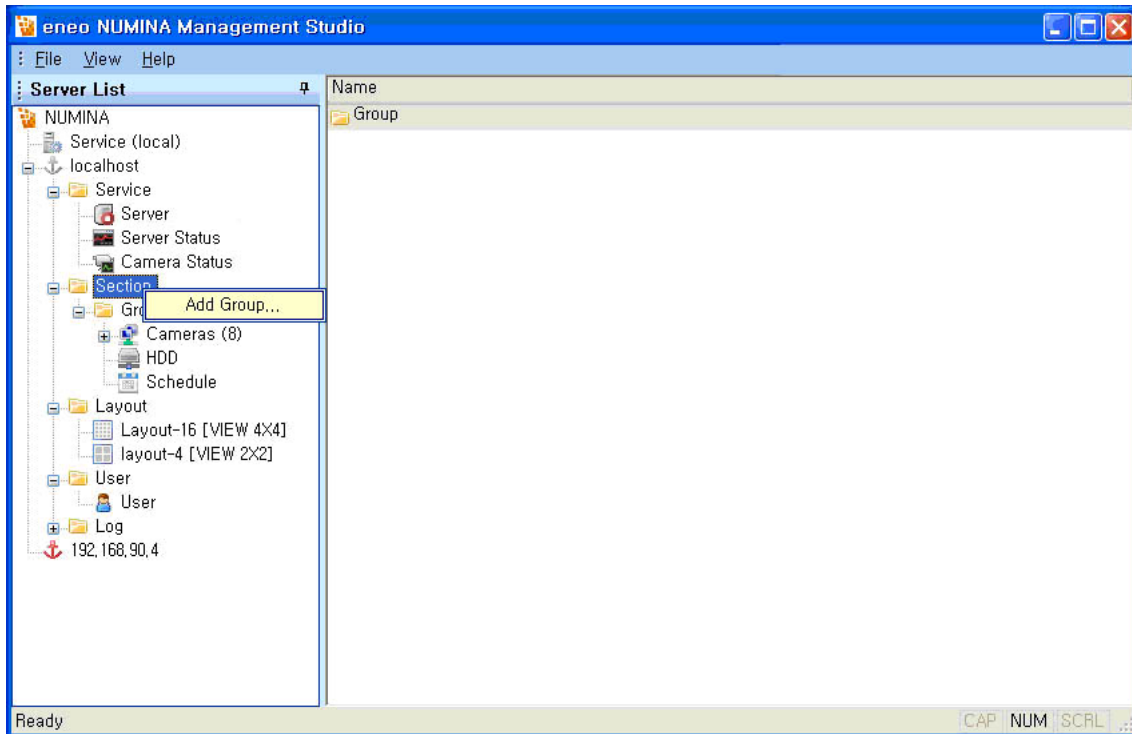 eneo NUMINA Management Studio
File View Help
Server List
Name
NUMINA
Group
Service (local)
localhost
Service
Server
Server Status
Camera Status
Section
Add Group...
Cameras (8)
HDD
Schedule
Layout
Layout-16 [VIEW 4X4]
layout-4 [VIEW 2X2]
User
User
Log
192,168,90,4
Ready
CAP NUM SCRL